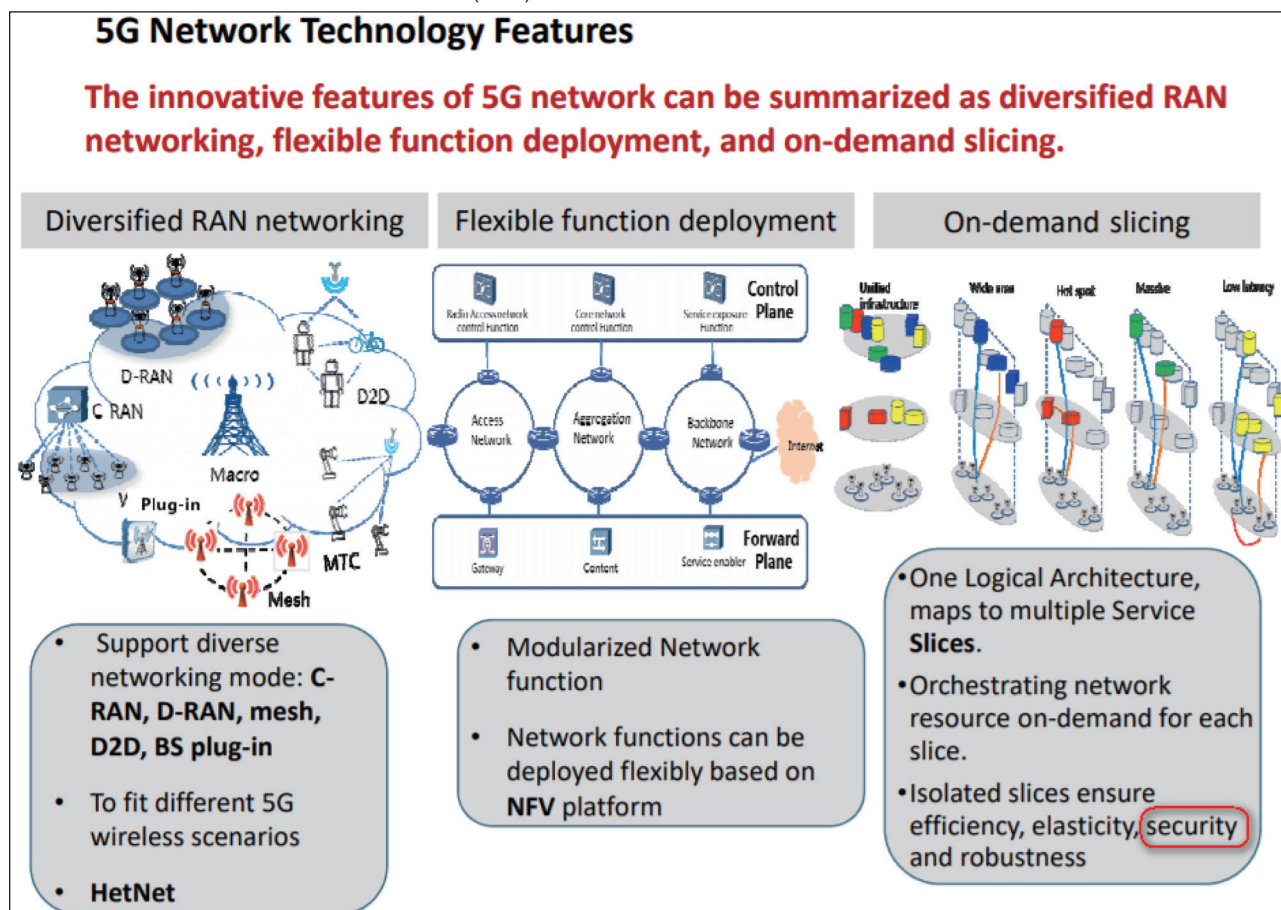 5G Network Technology Features
The innovative features of 5G network can be summarized as diversified RAN
networking, flexible function deployment, and on-demand slicing.
Diversified RAN networking
D-RAN
C RAN
D2D
Macro
V
Plug-in
MTC
Mesh
• Support diverse
networking mode: C-
RAN, D-RAN, mesh,
D2D, BS plug-in
• To fit different 5G
wireless scenarios
• HetNet
Flexible function deployment
Control
Plane
Radio Access network
control Function
Core network
control Function
Service exposure
Function
Access
Network
Aggregation
Network
Backbone
Network
Internet
Forward
Plane
Gateway
Content
Service enabler
• Modularized Network
function
• Network functions can be
deployed flexibly based on
NFV platform
On-demand slicing
Unified
infrastructure
Wide area
Hot spot
Massive
Low latency
•One Logical Architecture,
maps to multiple Service
Slices.
•Orchestrating network
resource on-demand for each
slice.
•Isolated slices ensure
efficiency, elasticity, security
and robustness